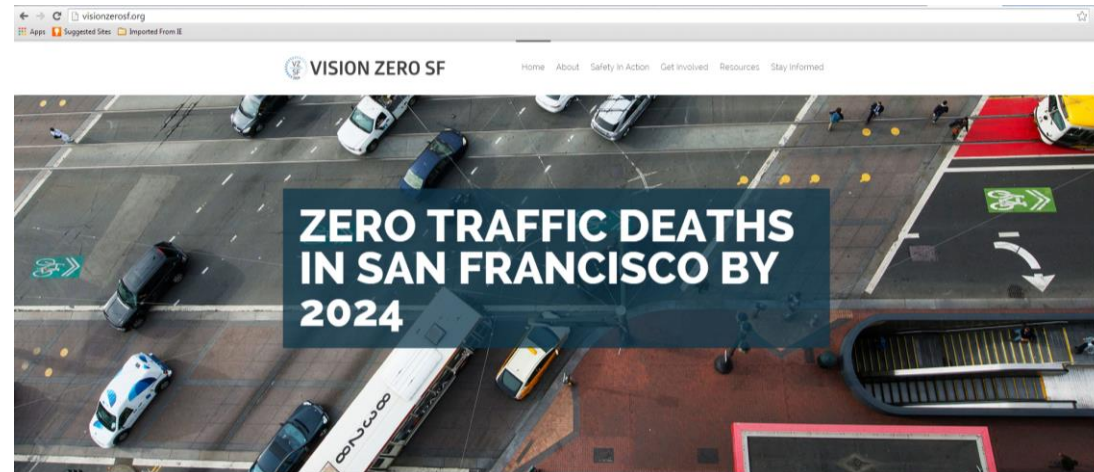 visionzerosf.org
Apps Suggested Sites Imported From IE
VISION ZERO SF
Home About Safety In Action Get Involved Resources Stay Informed
ZERO TRAFFIC DEATHS
IN SAN FRANCISCO BY
2024
8328